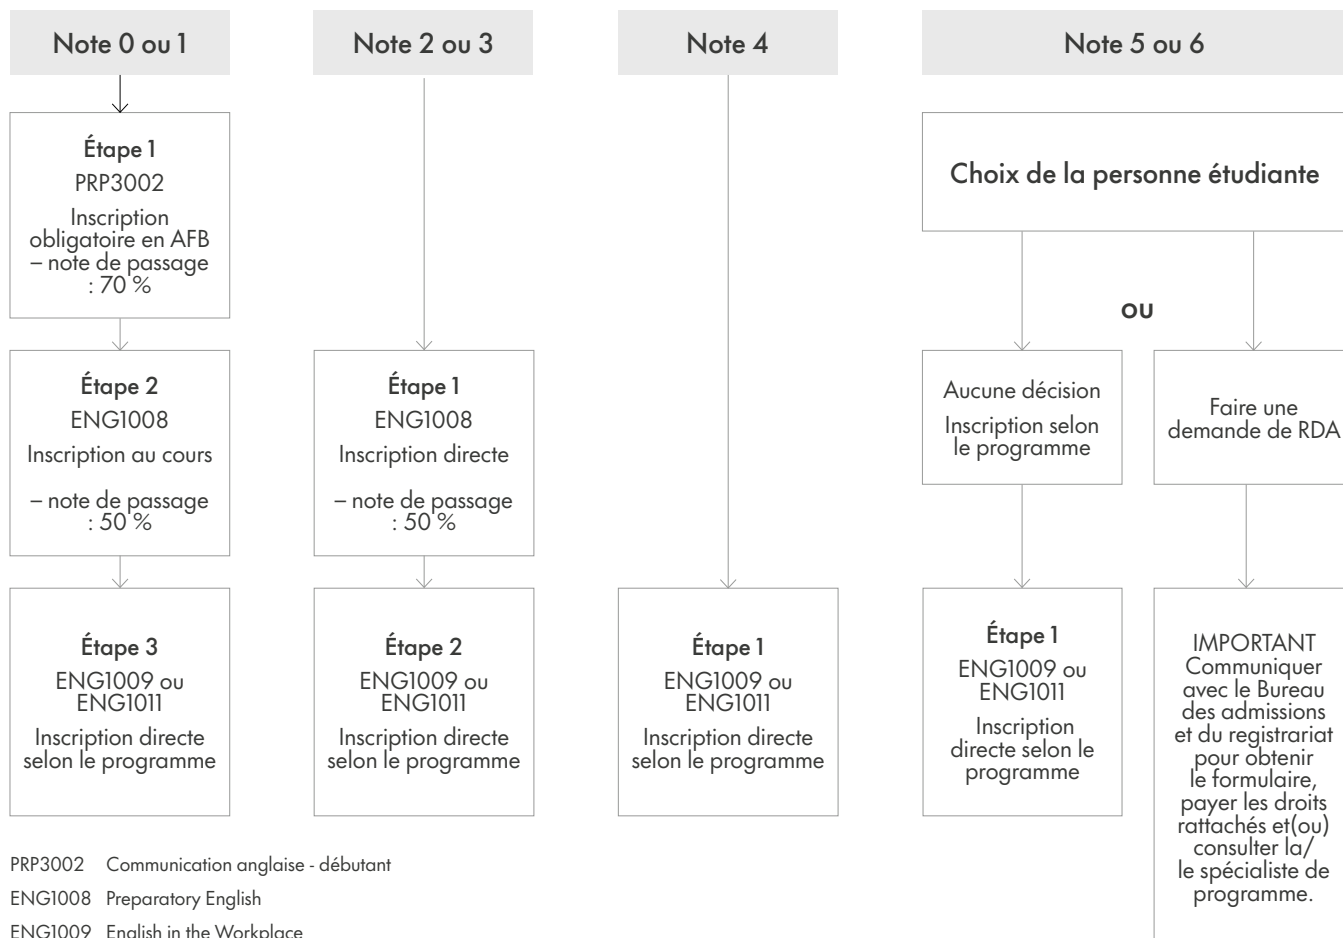 Note 0 ou 1
Note 2 ou 3
Note 4
Note 5 ou 6
Étape 1
PRP3002
Inscription
obligatoire en AFB
– note de passage
: 70 %
Étape 2
ENG1008
Inscription au cours
– note de passage
: 50 %
Étape 3
ENG1009 ou
ENG1011
Inscription directe
selon le programme
Étape 1
ENG1008
Inscription directe
– note de passage
: 50 %
Étape 2
ENG1009 ou
ENG1011
Inscription directe
selon le programme
Étape 1
ENG1009 ou
ENG1011
Inscription directe
selon le programme
Choix de la personne étudiante
ou
Aucune décision
Inscription selon
le programme
Étape 1
ENG1009 ou
ENG1011
Inscription
directe selon le
programme
Faire une
demande de RDA
IMPORTANT
Communiquer
avec le Bureau
des admissions
et du registrariat
pour obtenir
le formulaire,
payer les droits
rattachés et(ou)
consulter la/
le spécialiste de
programme.
PRP3002 Communication anglaise - débutant
ENG1008 Preparatory English
ENG1009 English in the Workplace